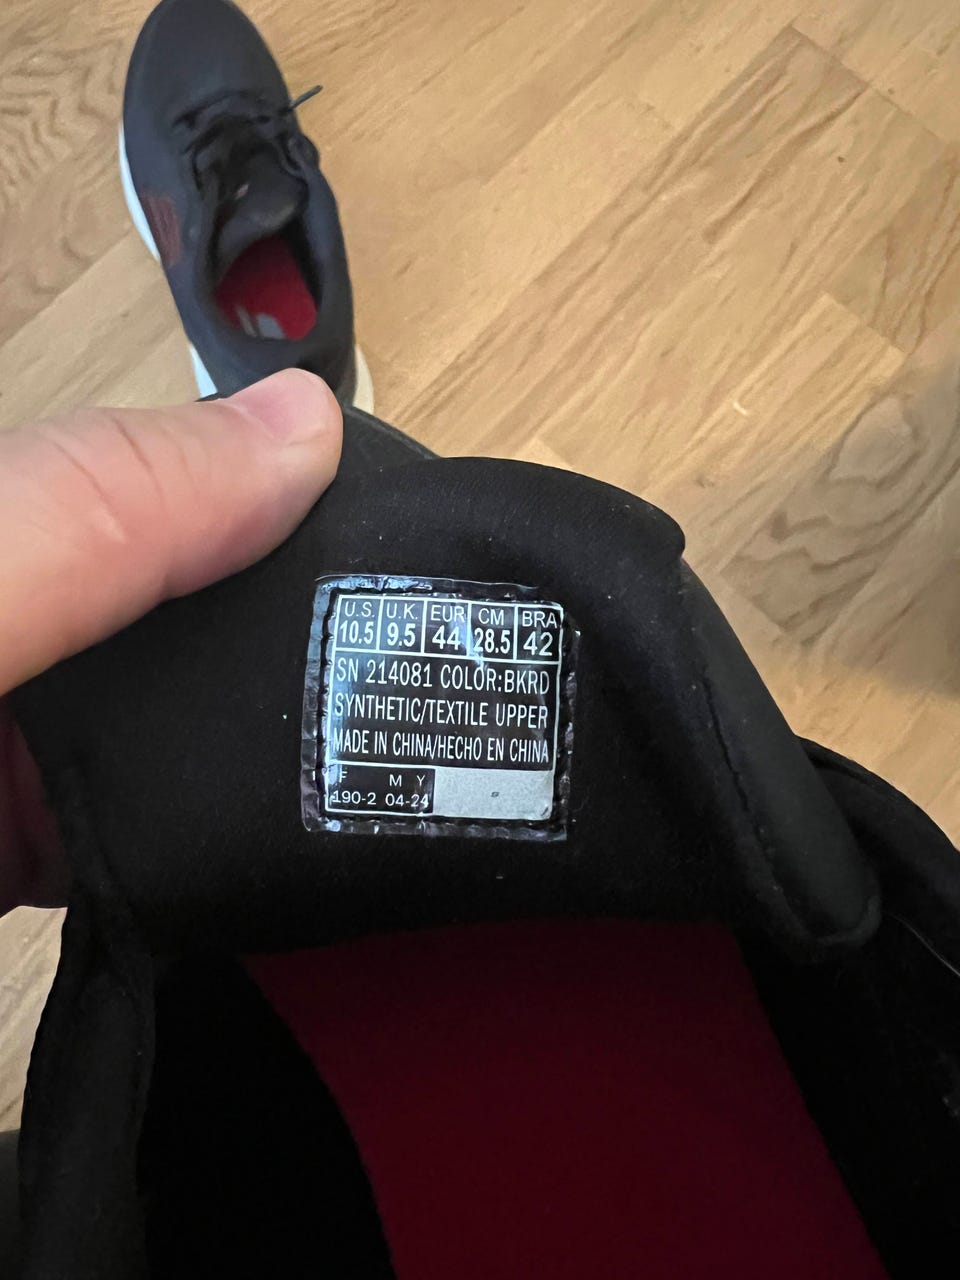 U.S. U.K. EUR CM BRA
10.5 9.5 44 28.5 42
SN 214081 COLOR:BKRD
SYNTHETIC/TEXTILE UPPER
MADE IN CHINA/HECHO EN CHINA
F M Y
190-2 04-24